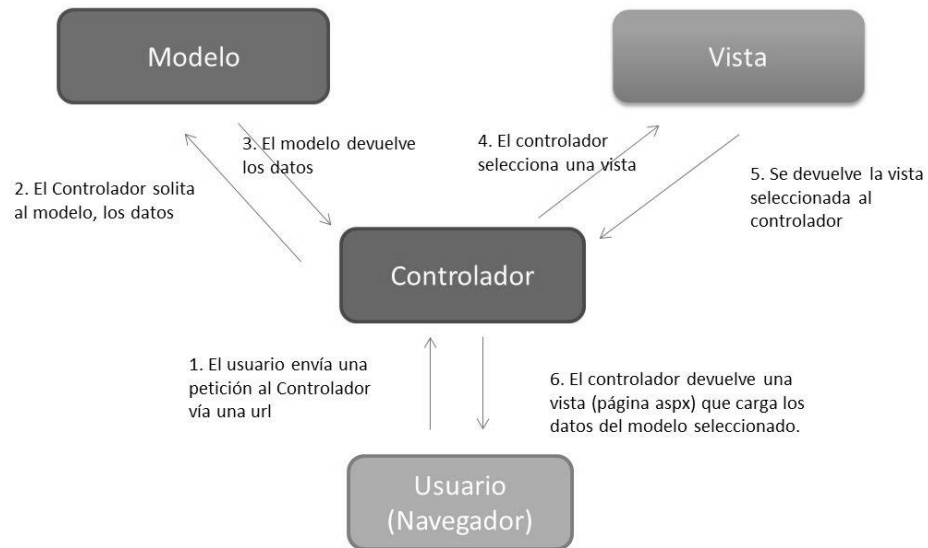 Modelo
Vista
3. El modelo devuelve
los datos
4. El controlador
selecciona una vista
2. El Controlador solita
al modelo, los datos
5. Se devuelve la vista
seleccionada al
controlador
Controlador
1. El usuario envía una
petición al Controlador
vía una url
6. El controlador devuelve una
vista (página aspx) que carga los
datos del modelo seleccionado.
Usuario
(Navegador)